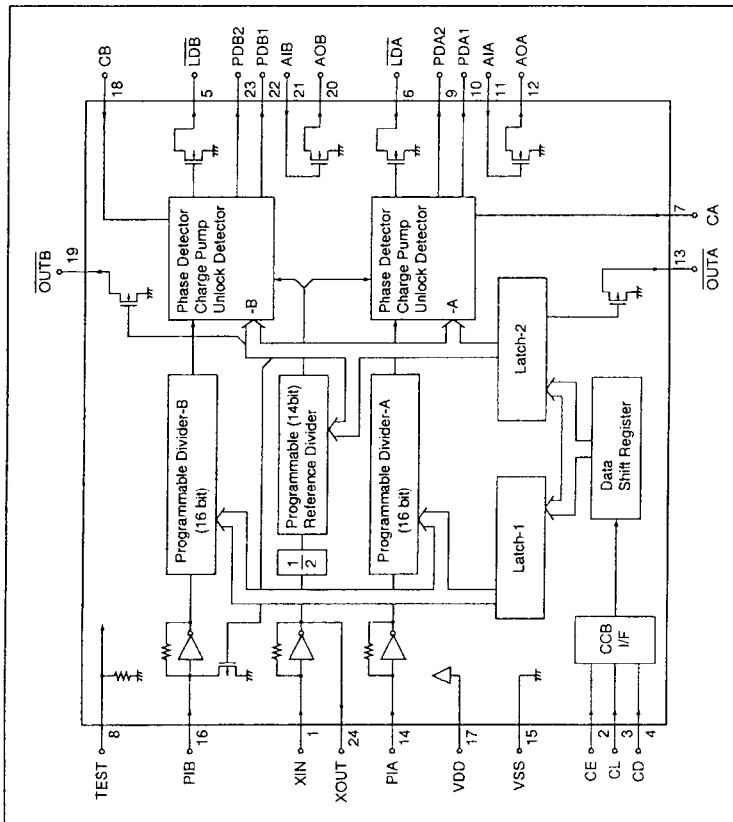 CB
18
LDB
5
PDB2
23
PDB1
22
AIB
21
AOB
20
LDA
6
PDA2
9
PDA1
10
AIA
11
AOA
12
OUTB
19
Phase Detector
Charge Pump
Unlock Detector
-B
Phase Detector
Charge Pump
Unlock Detector
-A
7
CA
13
OUTA
Programmable Divider-B
(16 bit)
Programmable (14bit)
Reference Divider
1
2
Programmable Divider-A
(16 bit)
Latch-2
Latch-1
Data
Shift Register
CCB
I/F
TEST
8
PIB
16
XIN
1
XOUT
24
PIA
14
VDD
17
VSS
15
CE
2
CL
3
CD
4